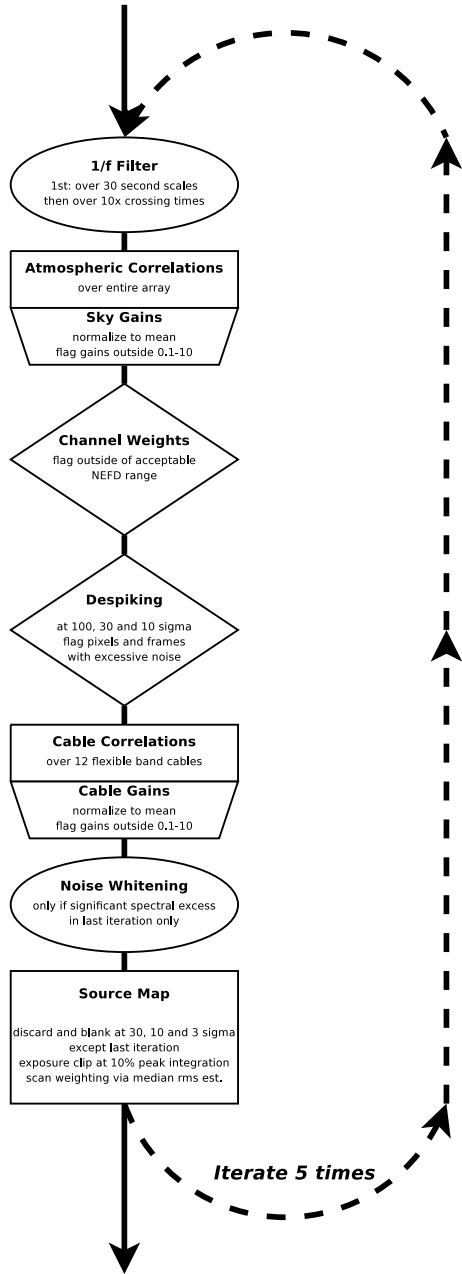 1/f Filter
1st: over 30 second scales
then over 10x crossing times
Atmospheric Correlations
over entire array
Sky Gains
normalize to mean
flag gains outside 0.1-10
Channel Weights
flag outside of acceptable
NEFD range
Despiking
at 100, 30 and 10 sigma
flag pixels and frames
with excessive noise
Cable Correlations
over 12 flexible band cables
Cable Gains
normalize to mean
flag gains outside 0.1-10
Noise Whitening
only if significant spectral excess
in last iteration only
Source Map
discard and blank at 30, 10 and 3 sigma
except last iteration
exposure clip at 10% peak integration
scan weighting via median rms est.
Iterate 5 times